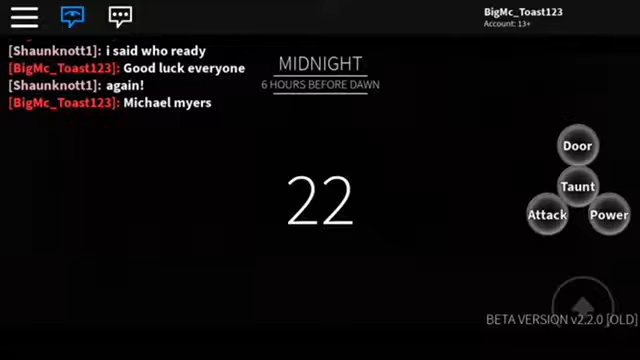 BigMc_Toast123
Account: 13+
[Shaunknott1]: i said who ready
[BigMc_Toast123]: Good luck everyone
[Shaunknott1]: again!
[BigMc_Toast123]: Michael myers
MIDNIGHT
6 HOURS BEFORE DAWN
22
Door
Taunt
Attack
Power
BETA VERSION v2.2.0 [OLD]